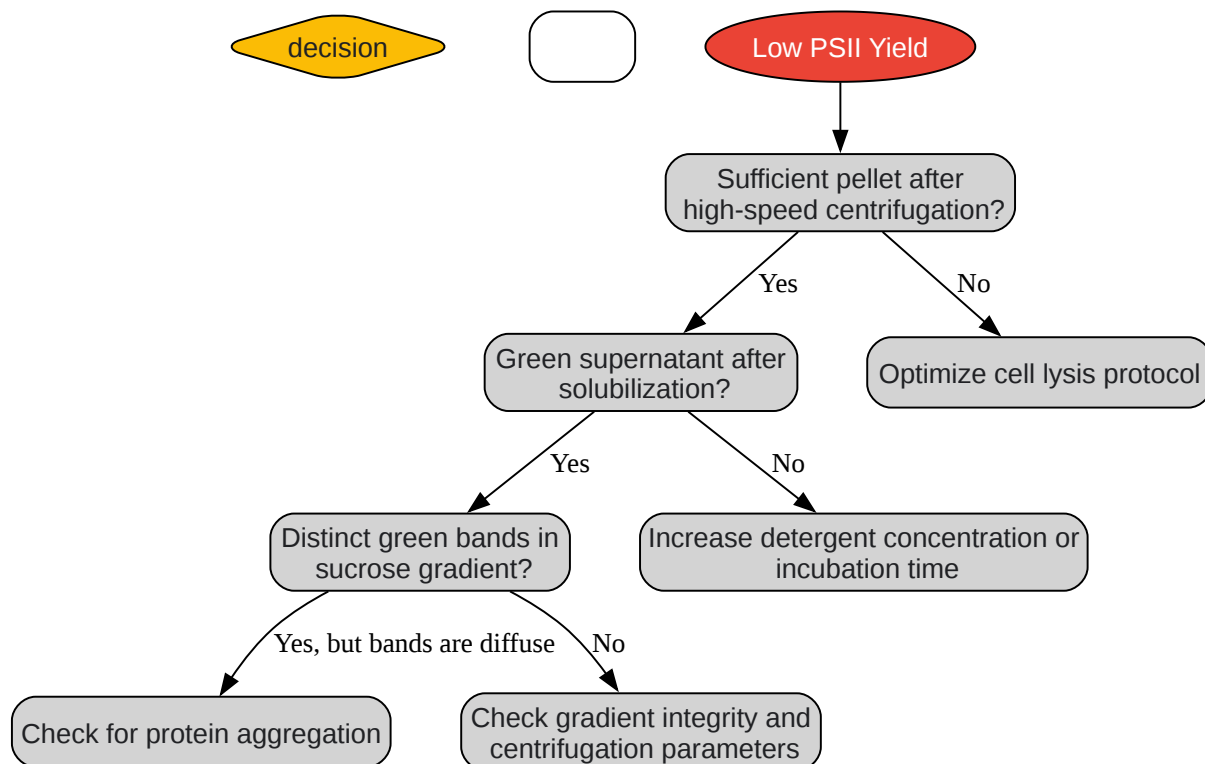 decision
Low PSII Yield
Sufficient pellet after
high-speed centrifugation?
Yes
No
Green supernatant after
solubilization?
Optimize cell lysis protocol
Yes
No
Distinct green bands in
sucrose gradient?
Increase detergent concentration or
incubation time
Yes, but bands are diffuse
No
Check for protein aggregation
Check gradient integrity and
centrifugation parameters